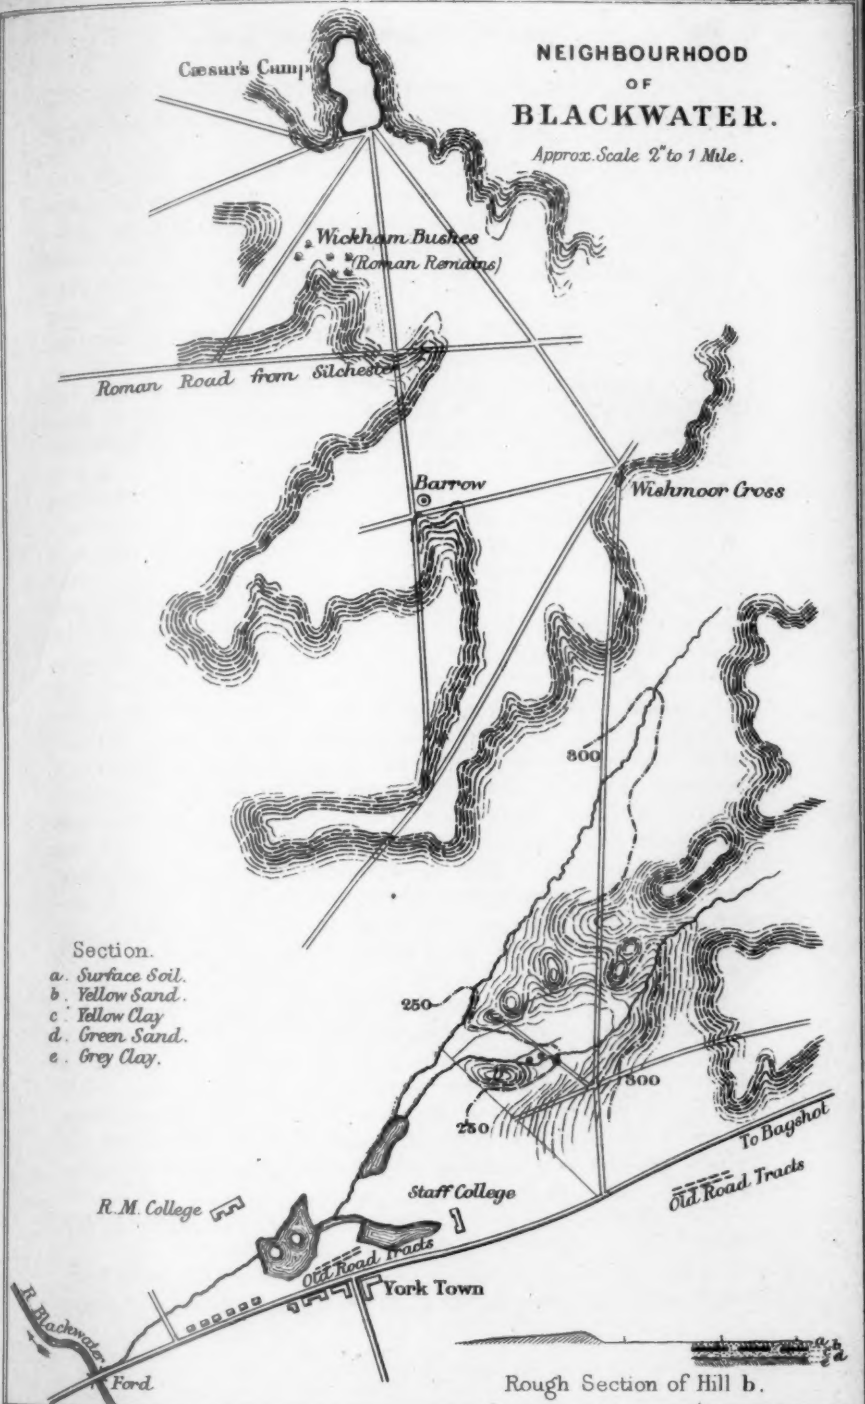 NEIGHBOURHOOD
OF
BLACKWATER.
Approx. Scale 2" to 1 Mile.
Cæsar's Camp
Wickham Bushes
(Roman Remains)
Roman Road from Silchester
Barrow
Wishmoor Cross
300
Section.
a. Surface Soil.
b. Yellow Sand.
c. Yellow Clay
d. Green Sand.
e. Grey Clay.
250
300
250
To Bagshot
Old Road Tracts
Staff College
R.M. College
Old Road Tracts
York Town
R. Blackwater
Ford
a
b
c
d
Rough Section of Hill b.